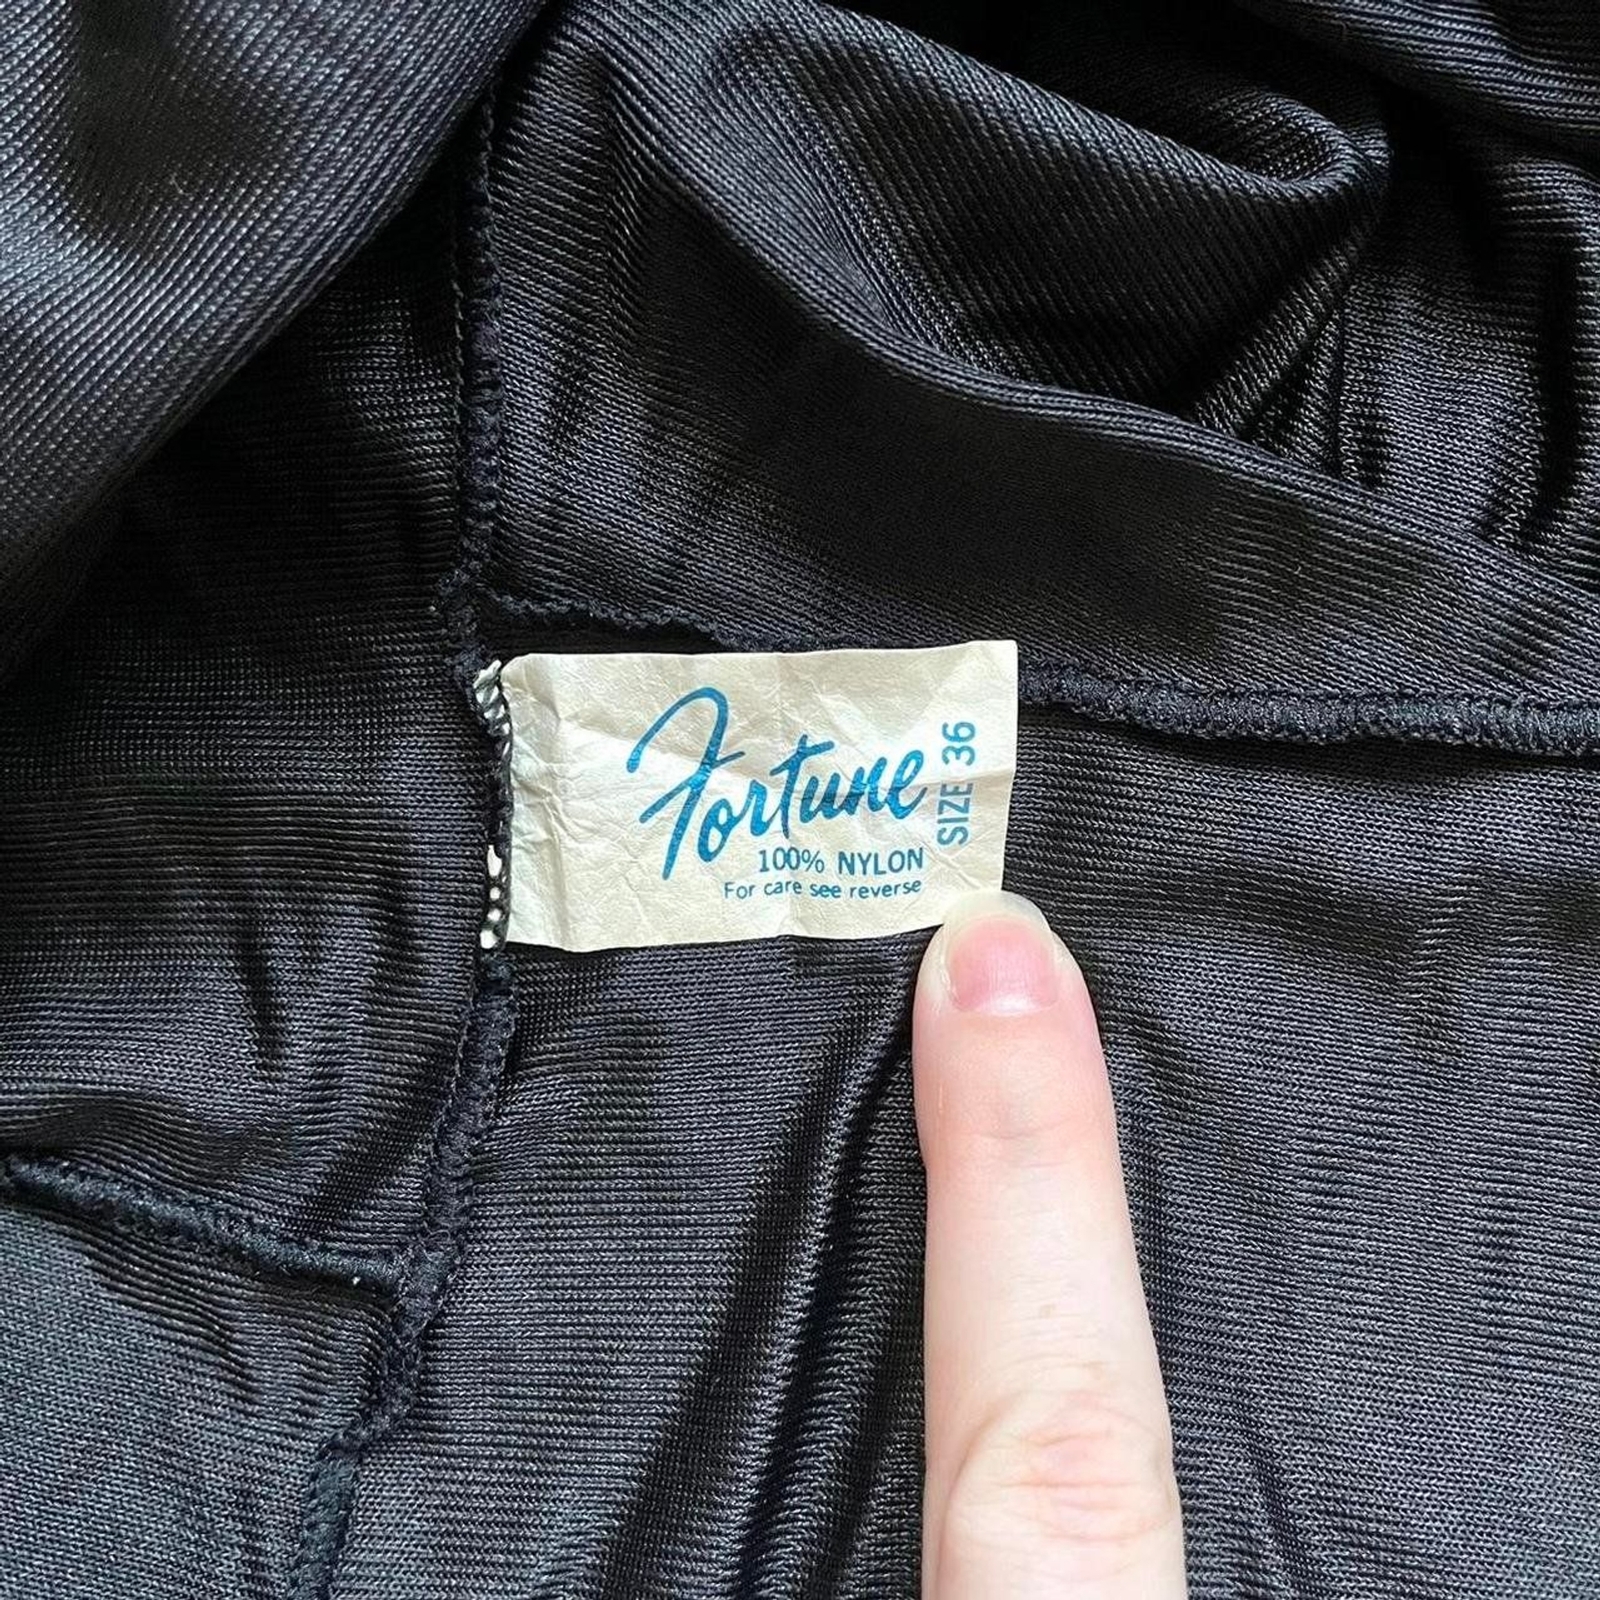 Fortune
SIZE 36
100% NYLON
For care see reverse